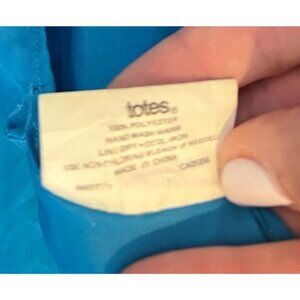 totes®
100% POLYESTER
HAND WASH WARM
LINE DRY • COOL IRON
USE NON-CHLORINE BLEACH IF NEEDED
MADE IN CHINA